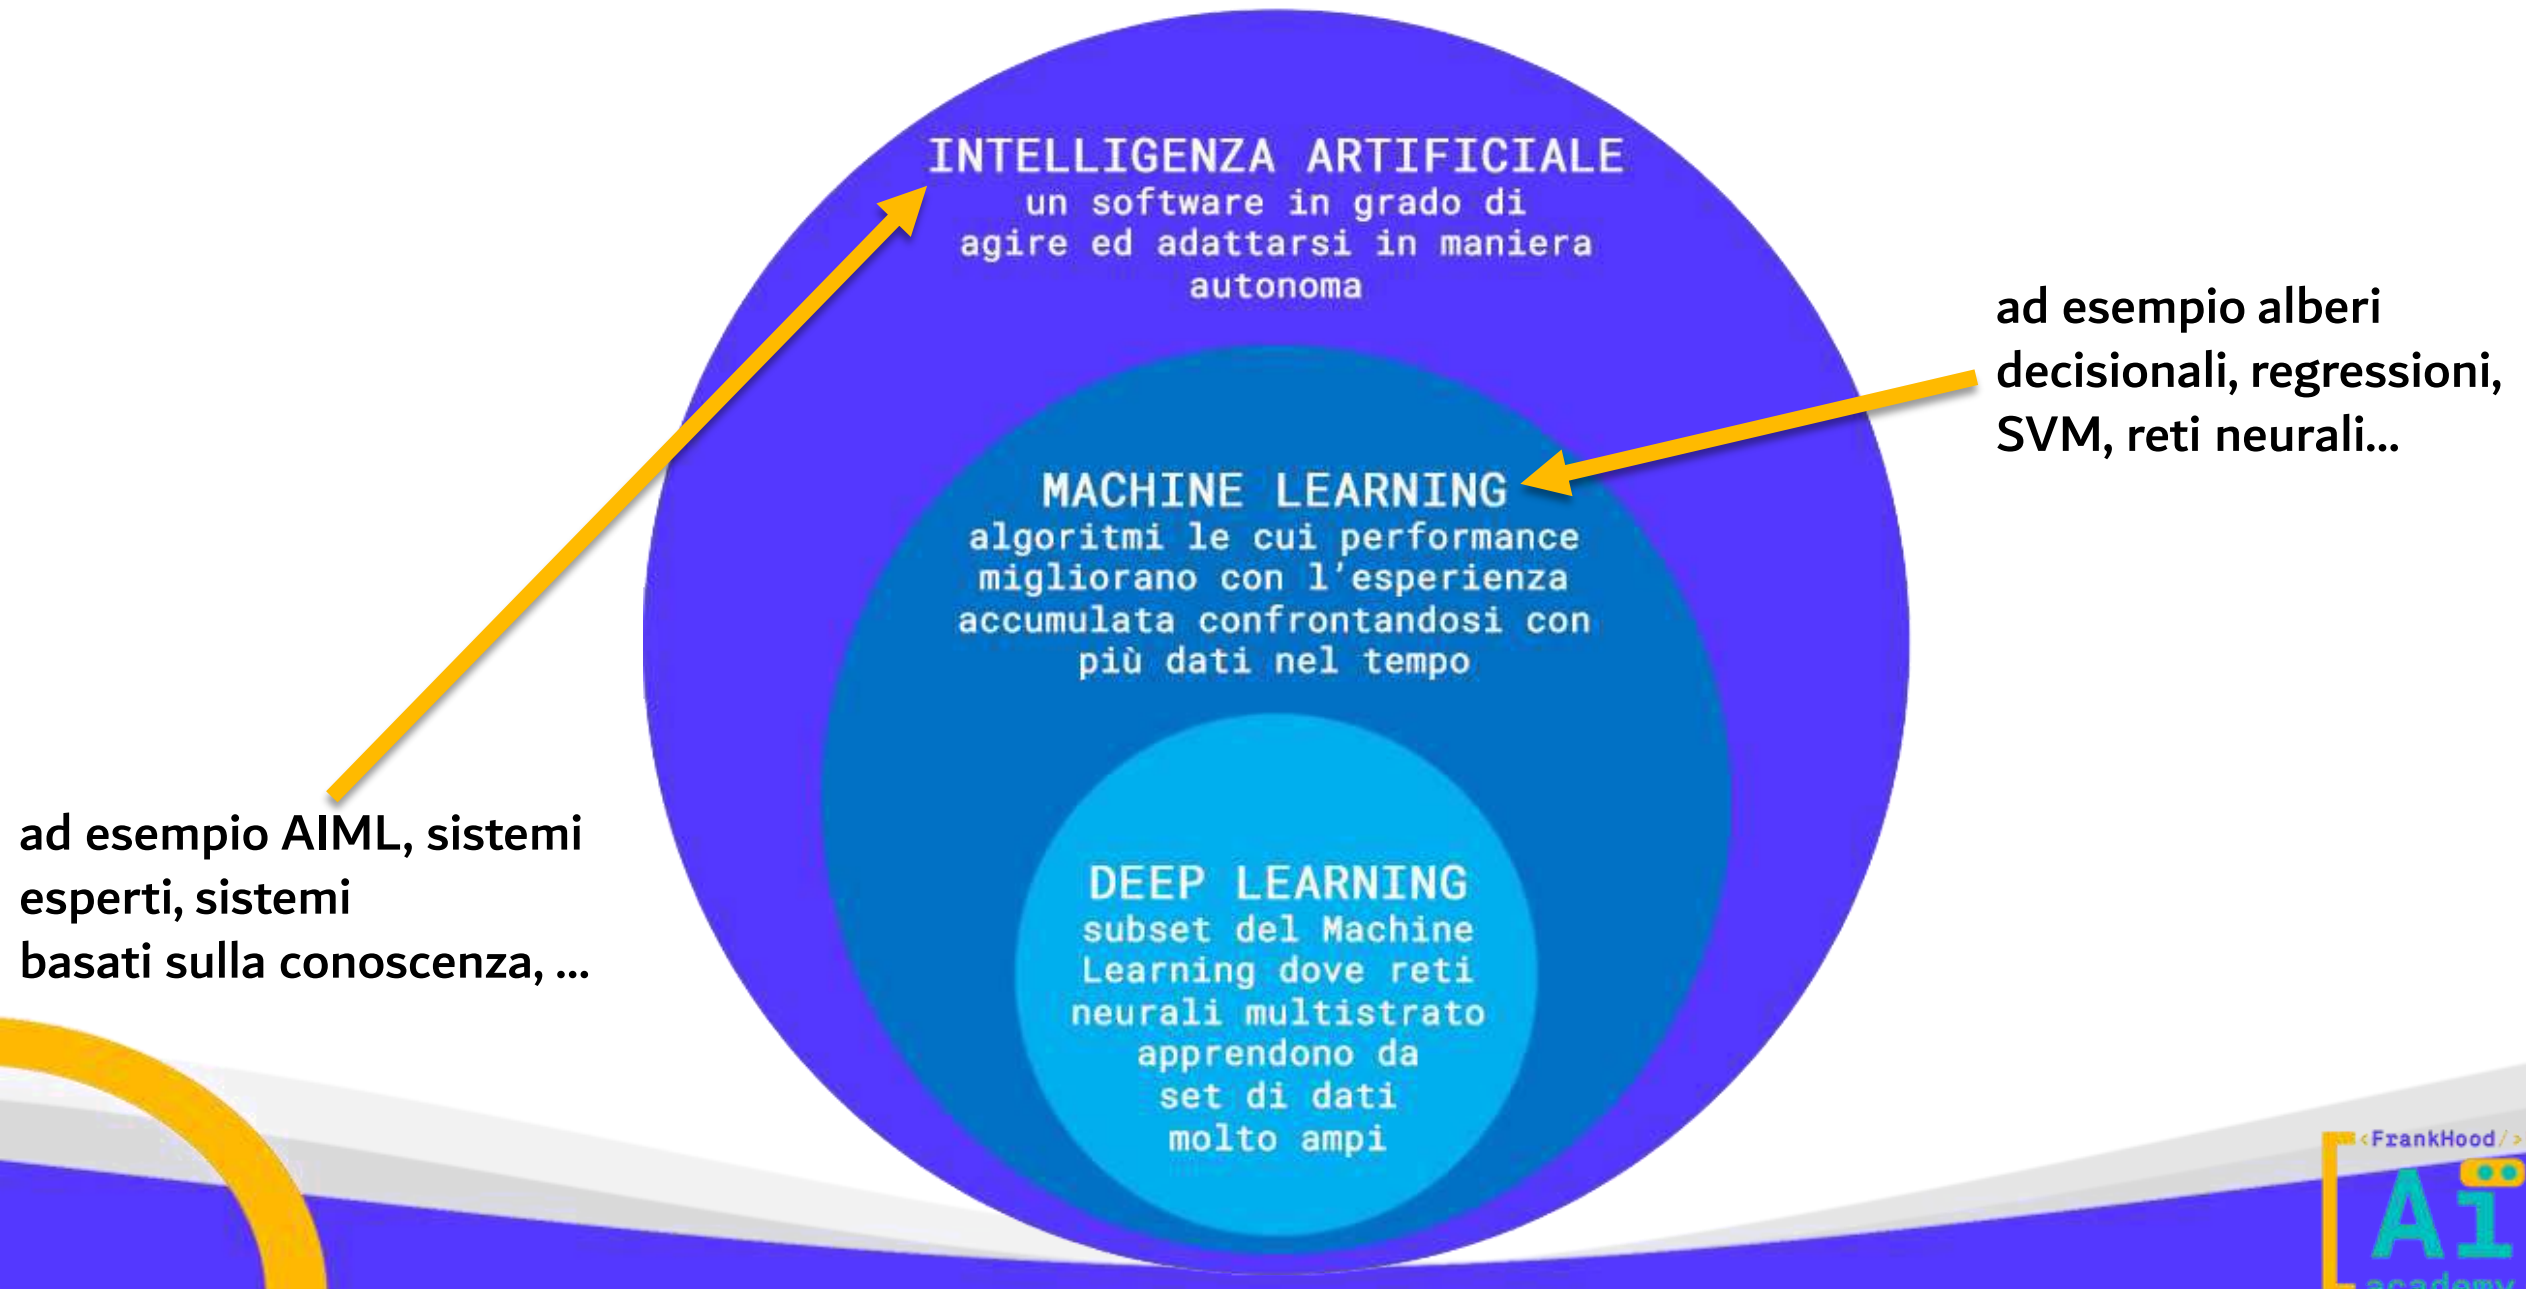 INTELLIGENZA ARTIFICIALE
un software in grado di
agire ed adattarsi in maniera
autonoma
ad esempio alberi
decisionali, regressioni,
SVM, reti neurali...
MACHINE LEARNING
algoritmi le cui performance
migliorano con l'esperienza
accumulata confrontandosi con
più dati nel tempo
ad esempio AIML, sistemi
esperti, sistemi
basati sulla conoscenza, ...
DEEP LEARNING
subset del Machine
Learning dove reti
neurali multistrato
apprendono da
set di dati
molto ampi
<FrankHood/>
Aï
academy